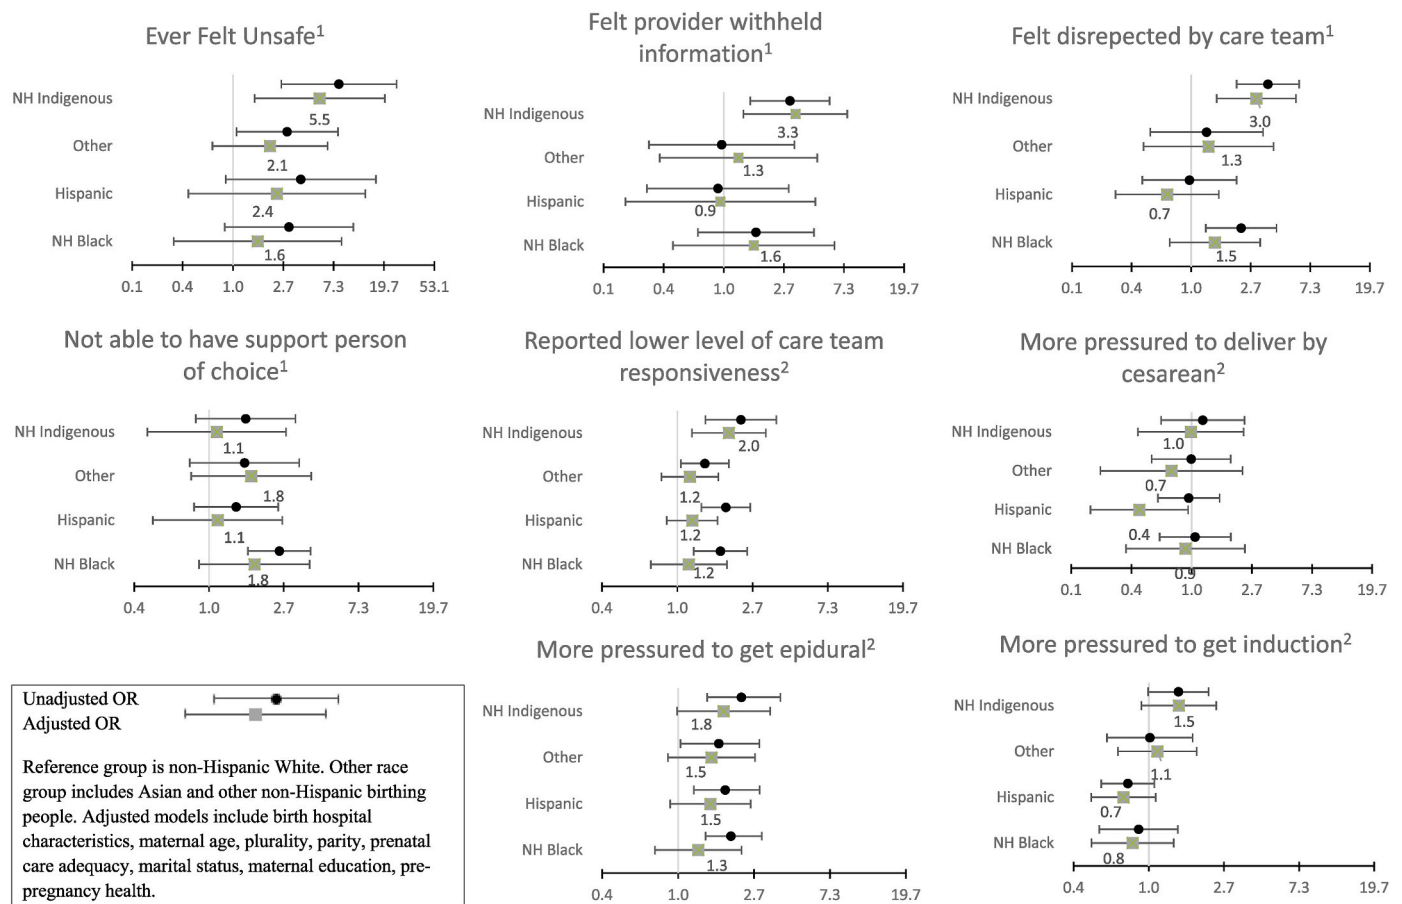 Ever Felt Unsafe1
NH Indigenous
5.5
Other
2.1
Hispanic
2.4
NH Black
1.6
0.1 0.4 1.0 2.7 7.3 19.7 53.1
Felt provider withheld
information1
NH Indigenous
3.3
Other
1.3
Hispanic
0.9
NH Black
1.6
0.1 0.4 1.0 2.7 7.3 19.7
Felt disrepected by care team1
NH Indigenous
3.0
Other
1.3
Hispanic
0.7
NH Black
1.5
0.1 0.4 1.0 2.7 7.3 19.7
Not able to have support person
of choice1
NH Indigenous
1.1
Other
1.8
Hispanic
1.1
NH Black
1.8
0.4 1.0 2.7 7.3 19.7
Reported lower level of care team
responsiveness2
NH Indigenous
2.0
Other
1.2
Hispanic
1.2
NH Black
1.2
0.4 1.0 2.7 7.3 19.7
More pressured to deliver by
cesarean2
NH Indigenous
1.0
Other
0.7
Hispanic
0.4
NH Black
0.9
0.1 0.4 1.0 2.7 7.3 19.7
Unadjusted OR
Adjusted OR
Reference group is non-Hispanic White. Other race
group includes Asian and other non-Hispanic birthing
people. Adjusted models include birth hospital
characteristics, maternal age, plurality, parity, prenatal
care adequacy, marital status, maternal education, pre-
pregnancy health.
More pressured to get epidural2
NH Indigenous
1.8
Other
1.5
Hispanic
1.5
NH Black
1.3
0.4 1.0 2.7 7.3 19.7
More pressured to get induction2
NH Indigenous
1.5
Other
1.1
Hispanic
0.7
NH Black
0.8
0.4 1.0 2.7 7.3 19.7